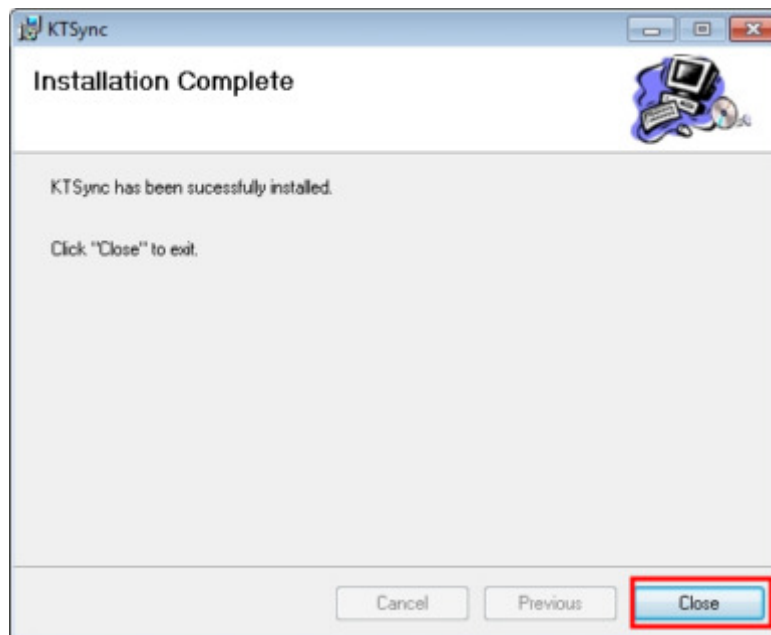 KTSync
Installation Complete
KTSync has been sucessfully installed.
Click "Close" to exit.
Cancel
Previous
Close